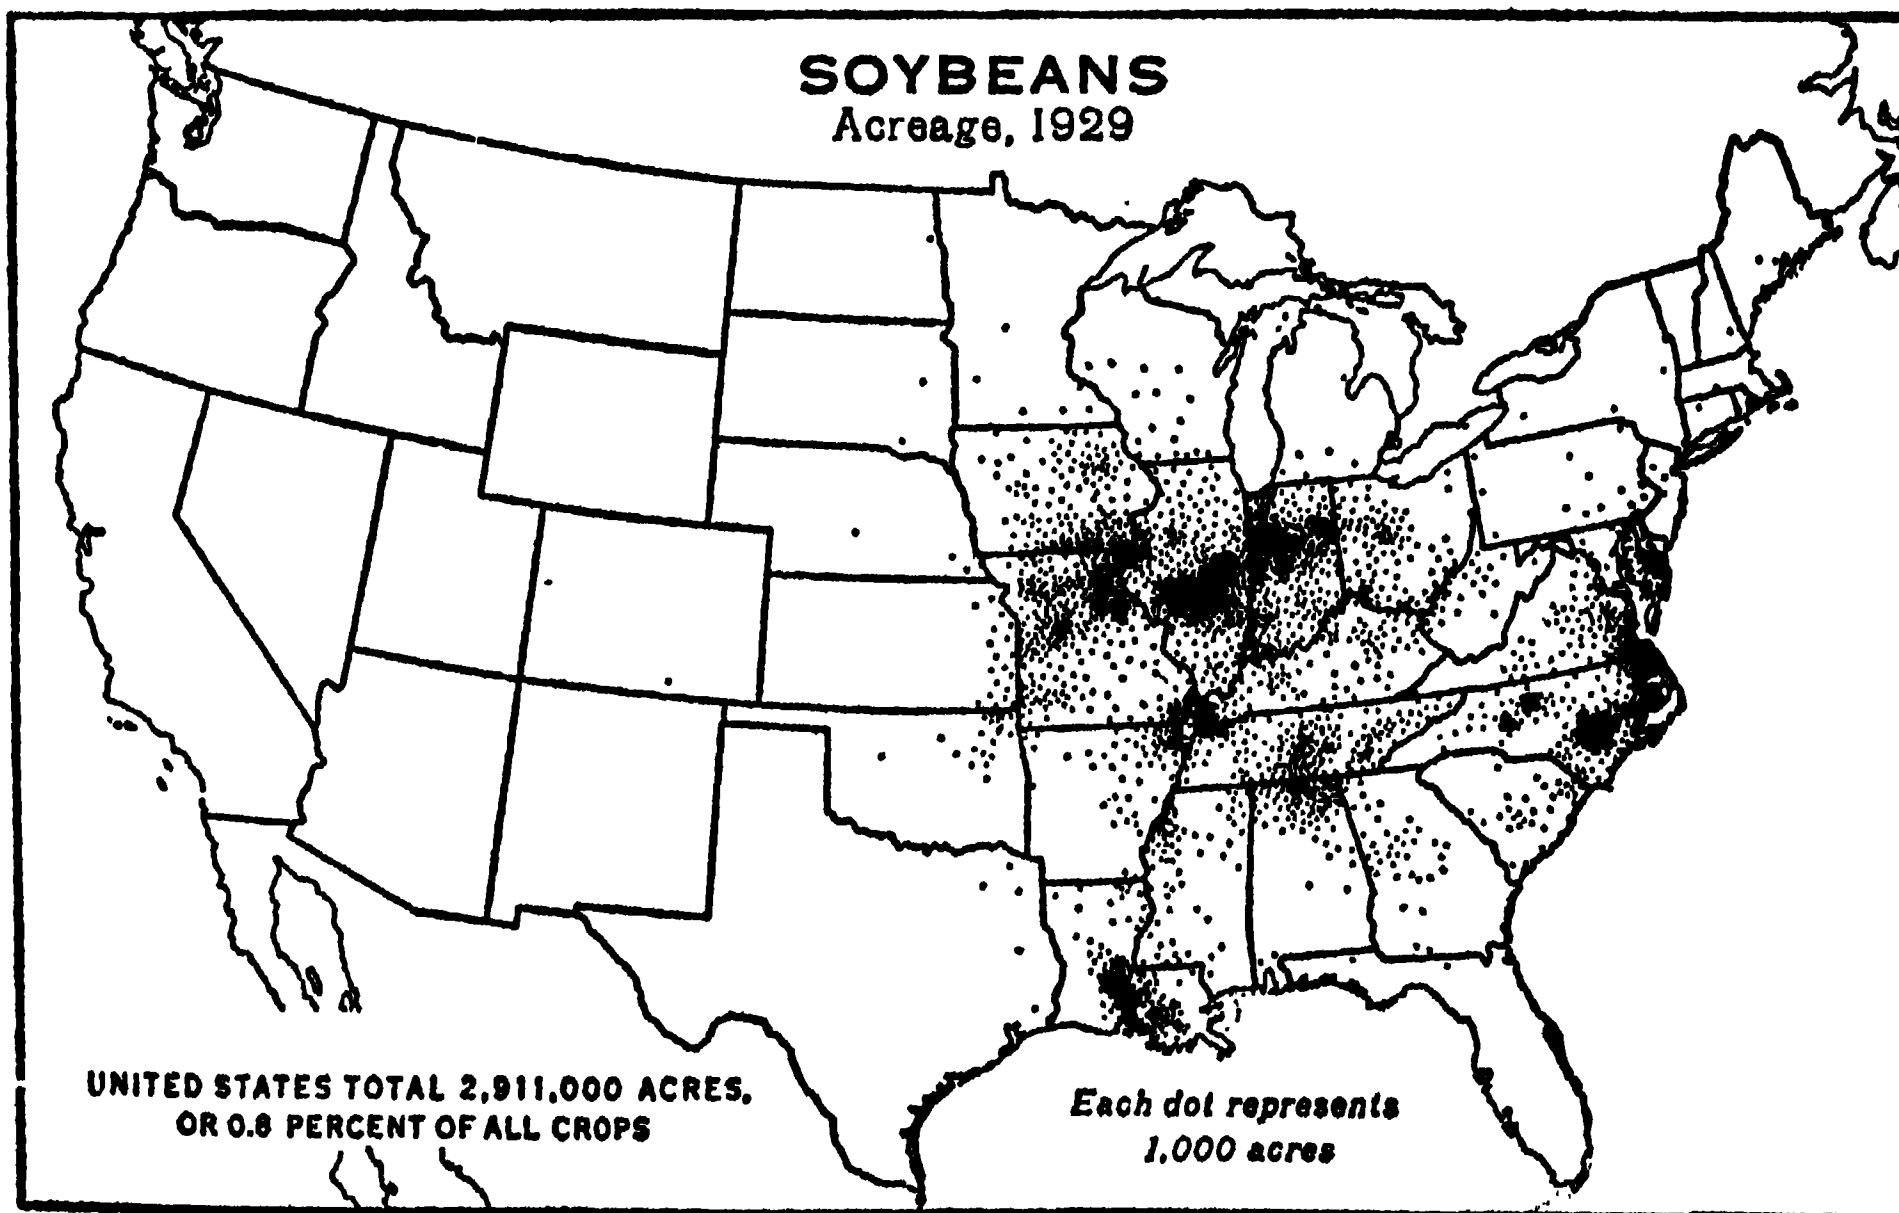 SOYBEANS
Acreage, 1929
UNITED STATES TOTAL 2,911,000 ACRES,
OR 0.8 PERCENT OF ALL CROPS
Each dot represents
1,000 acres